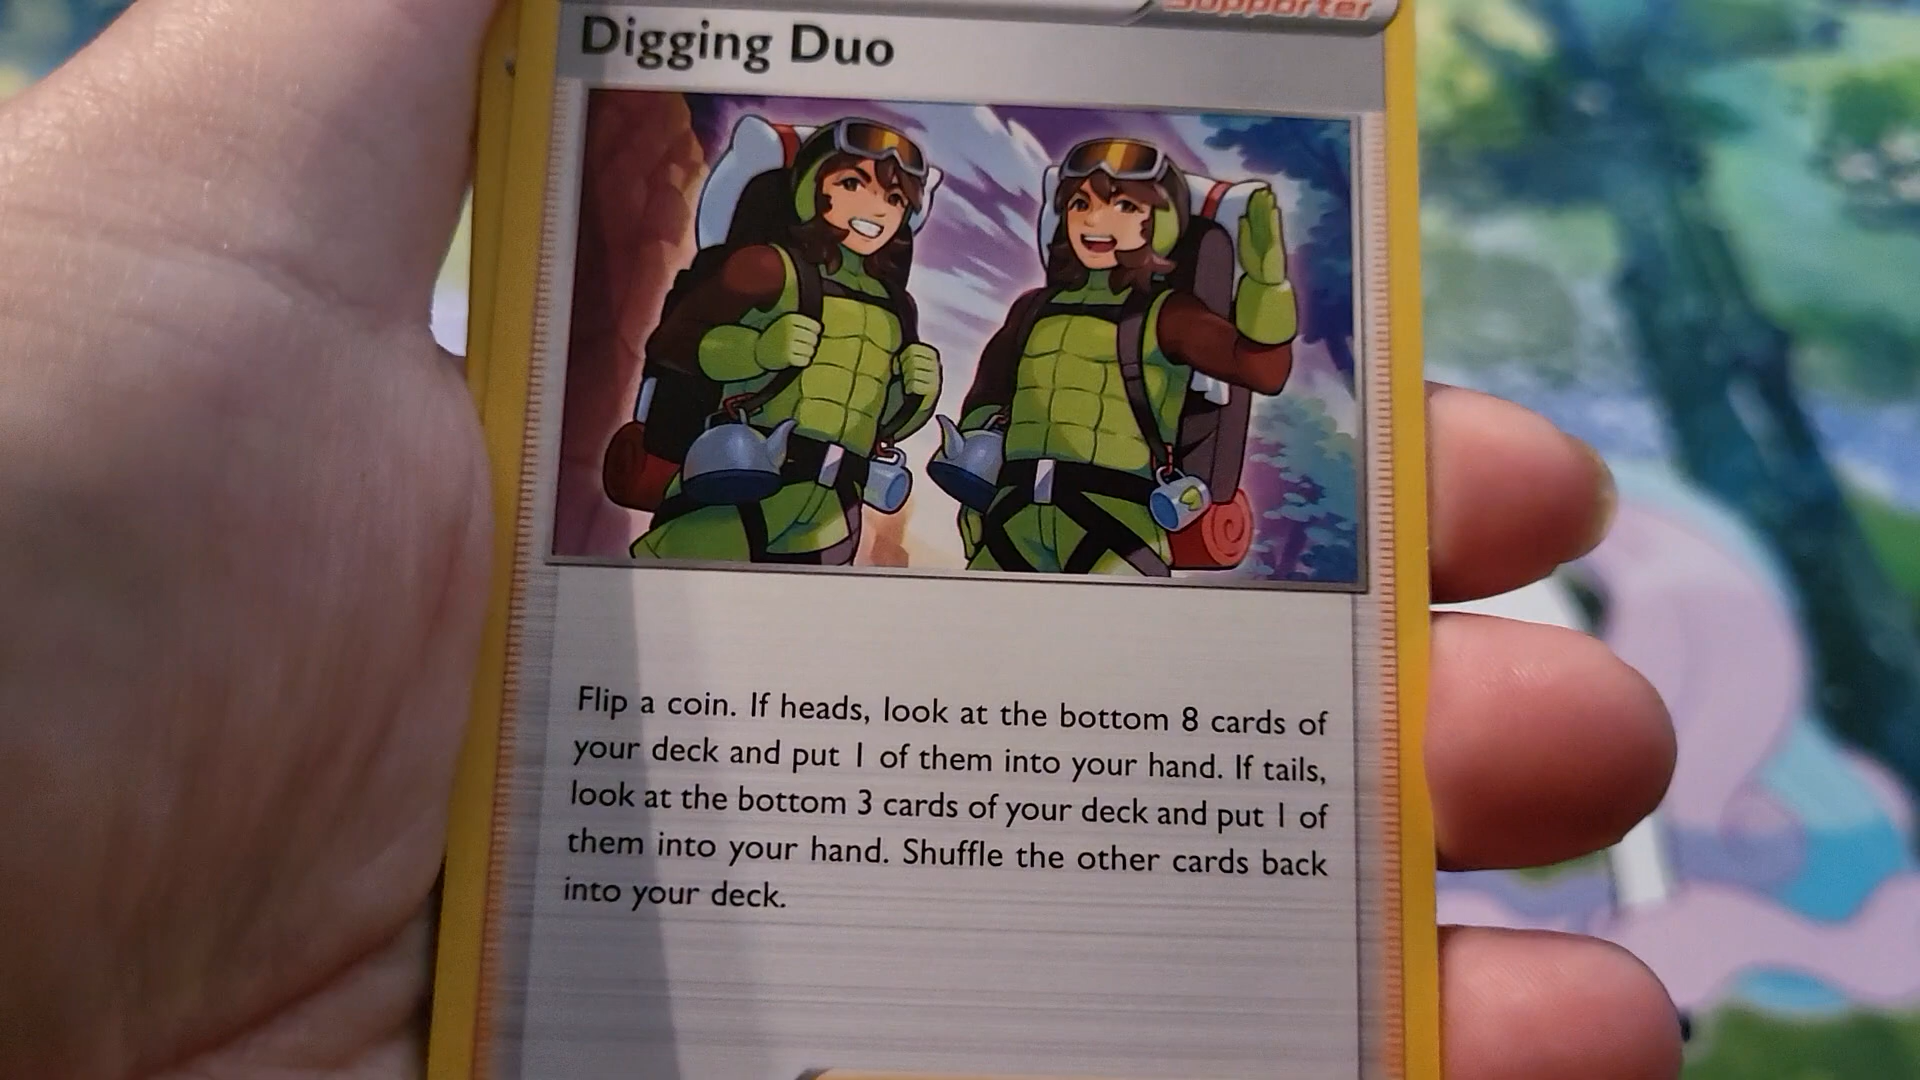 Supporter
Digging Duo
Flip a coin. If heads, look at the bottom 8 cards of
your deck and put 1 of them into your hand. If tails,
look at the bottom 3 cards of your deck and put 1 of
them into your hand. Shuffle the other cards back
into your deck.